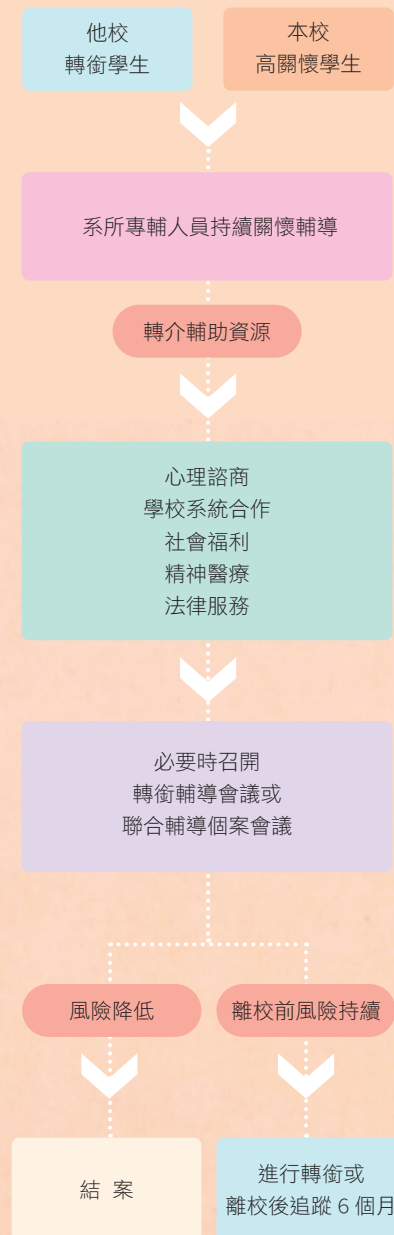 他校
轉銜學生
本校
高關懷學生
系所專輔人員持續關懷輔導
轉介輔助資源
心理諮商
學校系統合作
社會福利
精神醫療
法律服務
必要時召開
轉銜輔導會議或
聯合輔導個案會議
風險降低
離校前風險持續
結 案
進行轉銜或
離校後追蹤 6 個月